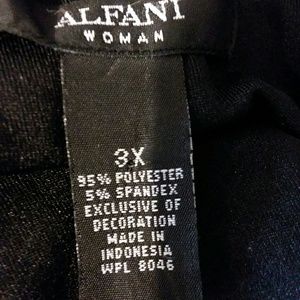 ALFANI
WOMAN
3X
95% POLYESTER
5% SPANDEX
EXCLUSIVE OF
DECORATION
MADE IN
INDONESIA
WPL 8046